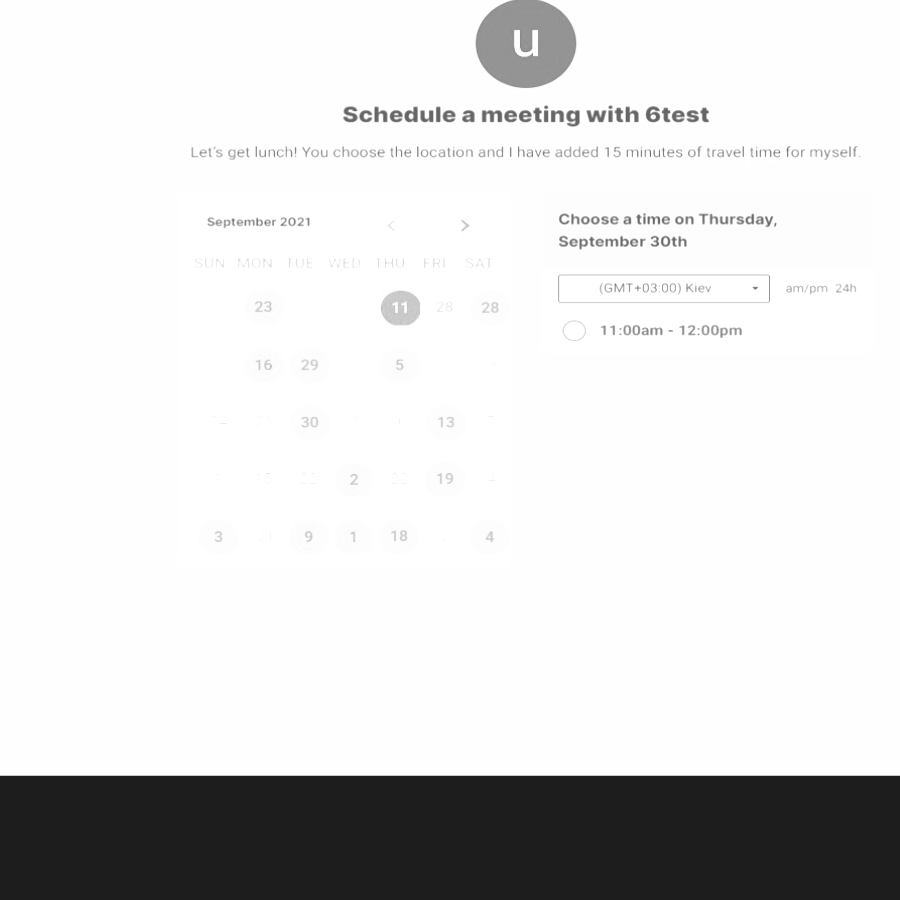 u
Schedule a meeting with 6test
Let's get lunch! You choose the location and I have added 15 minutes of travel time for myself.
September 2021 < >
SUN MON TUE WED THU FRI SAT
23 11 28 28
16 29 5
30 13
2 19
3 9 1 18 4
Choose a time on Thursday,
September 30th
(GMT+03:00) Kiev am/pm 24h
11:00am - 12:00pm